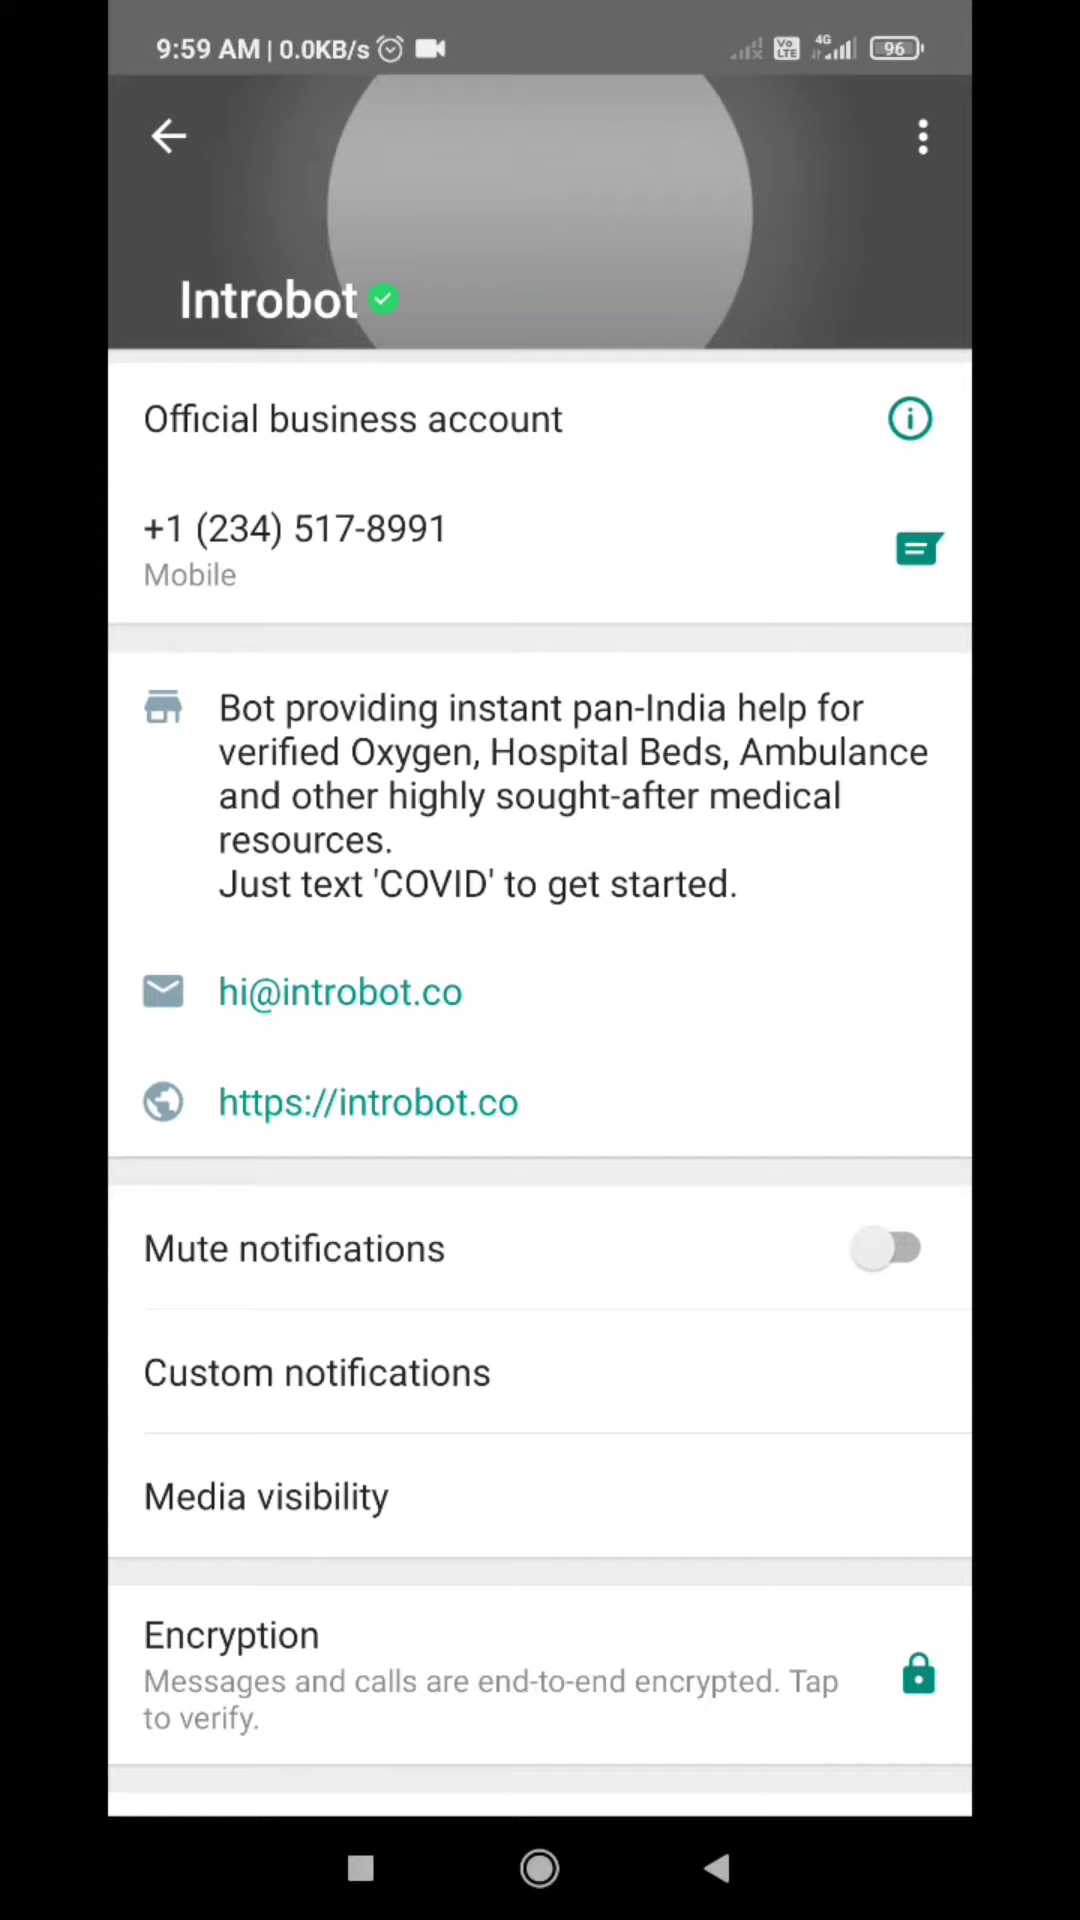 9:59 AM | 0.0KB/s
Vo LTE
4G
96
Introbot
Official business account
+1 (234) 517-8991
Mobile
Bot providing instant pan-India help for
verified Oxygen, Hospital Beds, Ambulance
and other highly sought-after medical
resources.
Just text 'COVID' to get started.
hi@introbot.co
https://introbot.co
Mute notifications
Custom notifications
Media visibility
Encryption
Messages and calls are end-to-end encrypted. Tap
to verify.